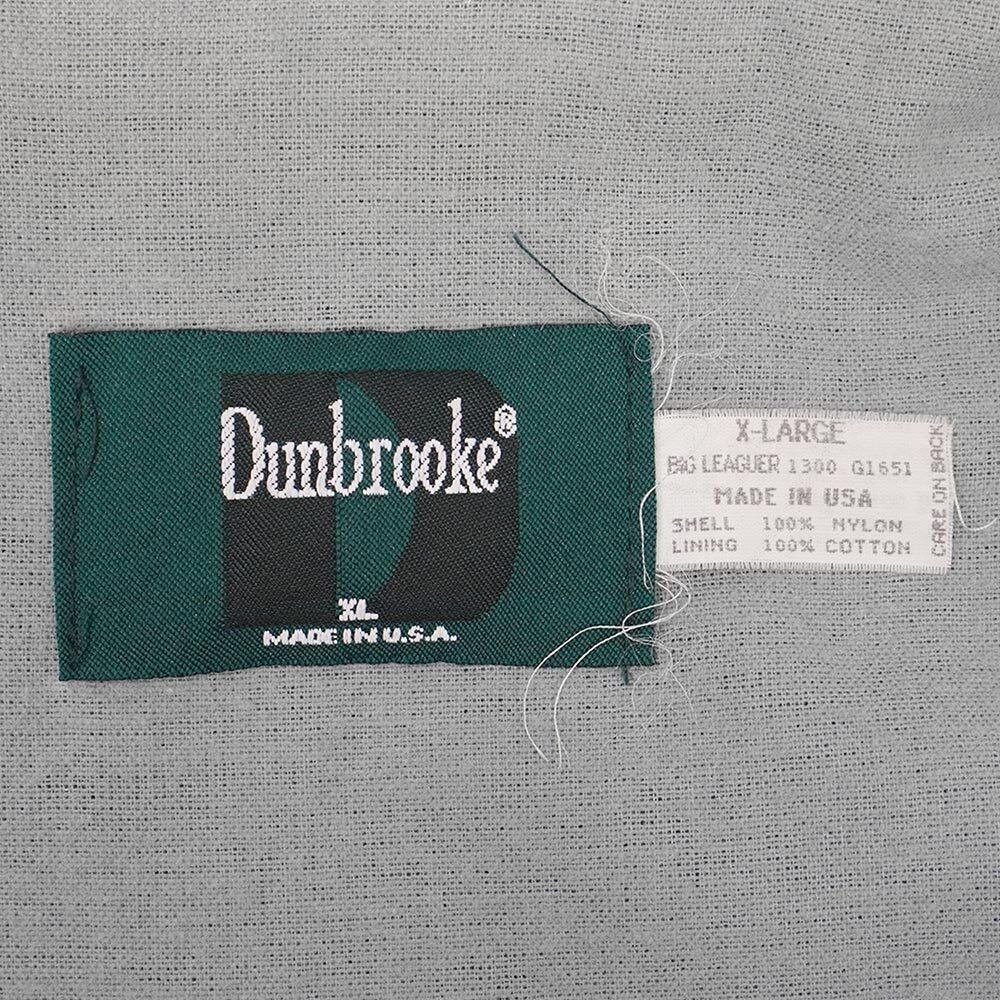 Dunbrooke®
XL
MADE IN U.S.A.
X-LARGE
BIG LEAGUER 1300 G1651
MADE IN USA
SHELL 100% NYLON
LINING 100% COTTON
CARE ON BACK